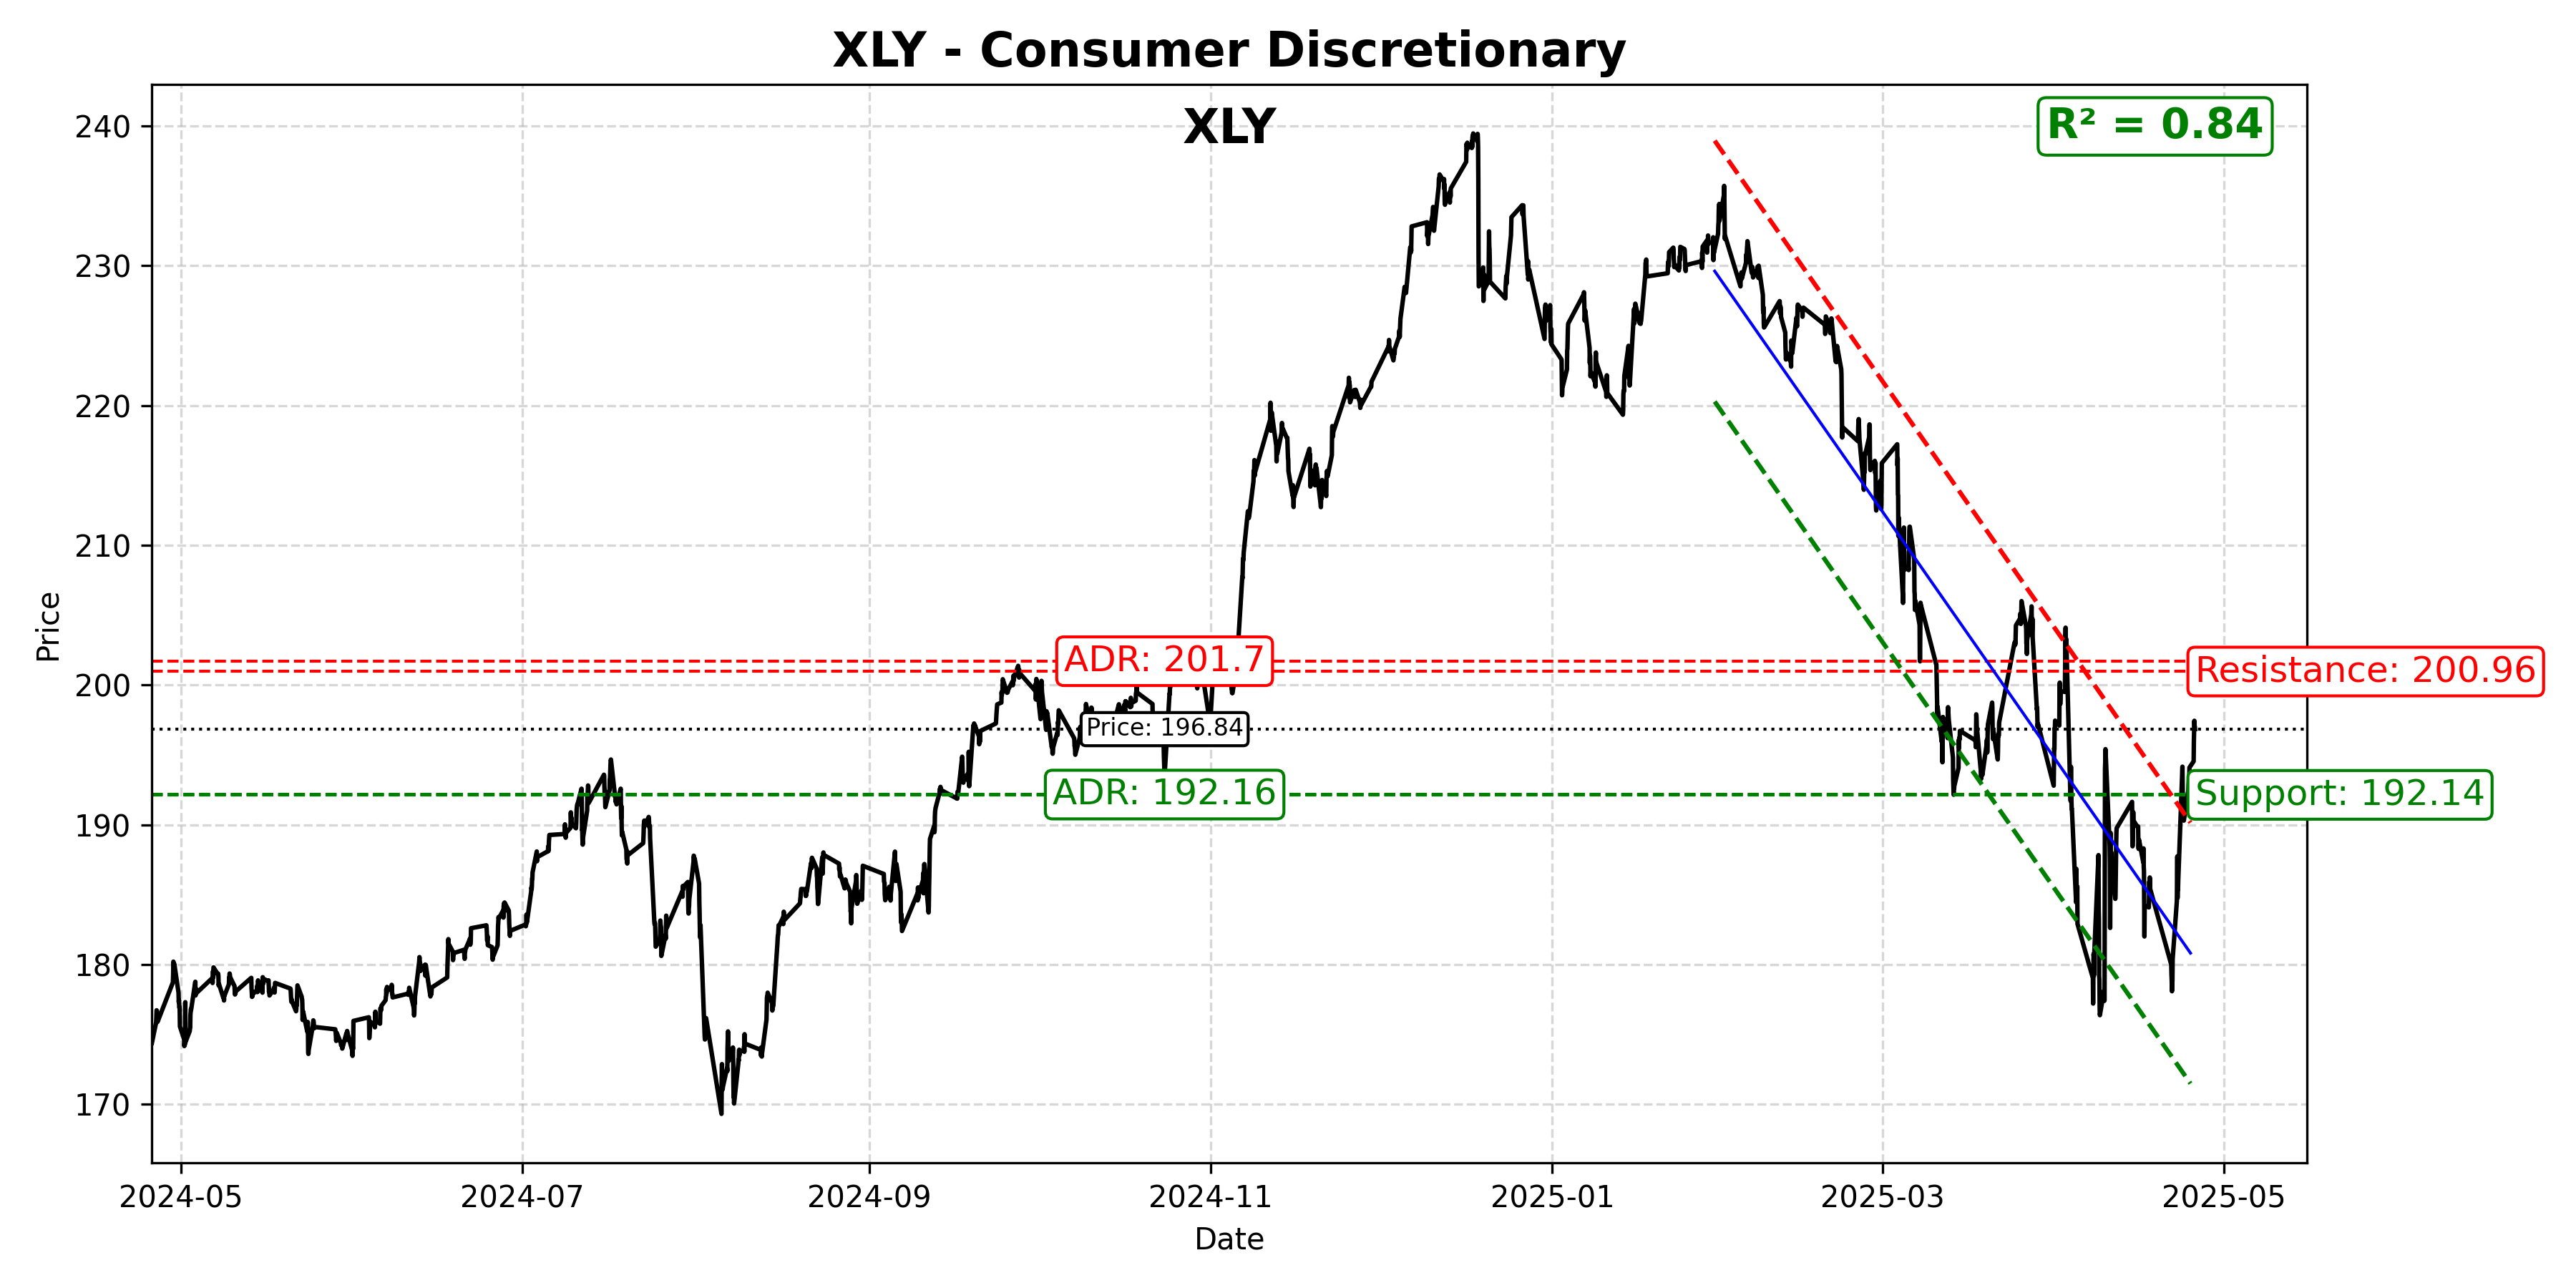 XLY - Consumer Discretionary
XLY
R² = 0.84
240
230
220
210
200
190
180
170
Price
ADR: 201.7
Resistance: 200.96
Price: 196.84
ADR: 192.16
Support: 192.14
2024-05
2024-07
2024-09
2024-11
2025-01
2025-03
2025-05
Date